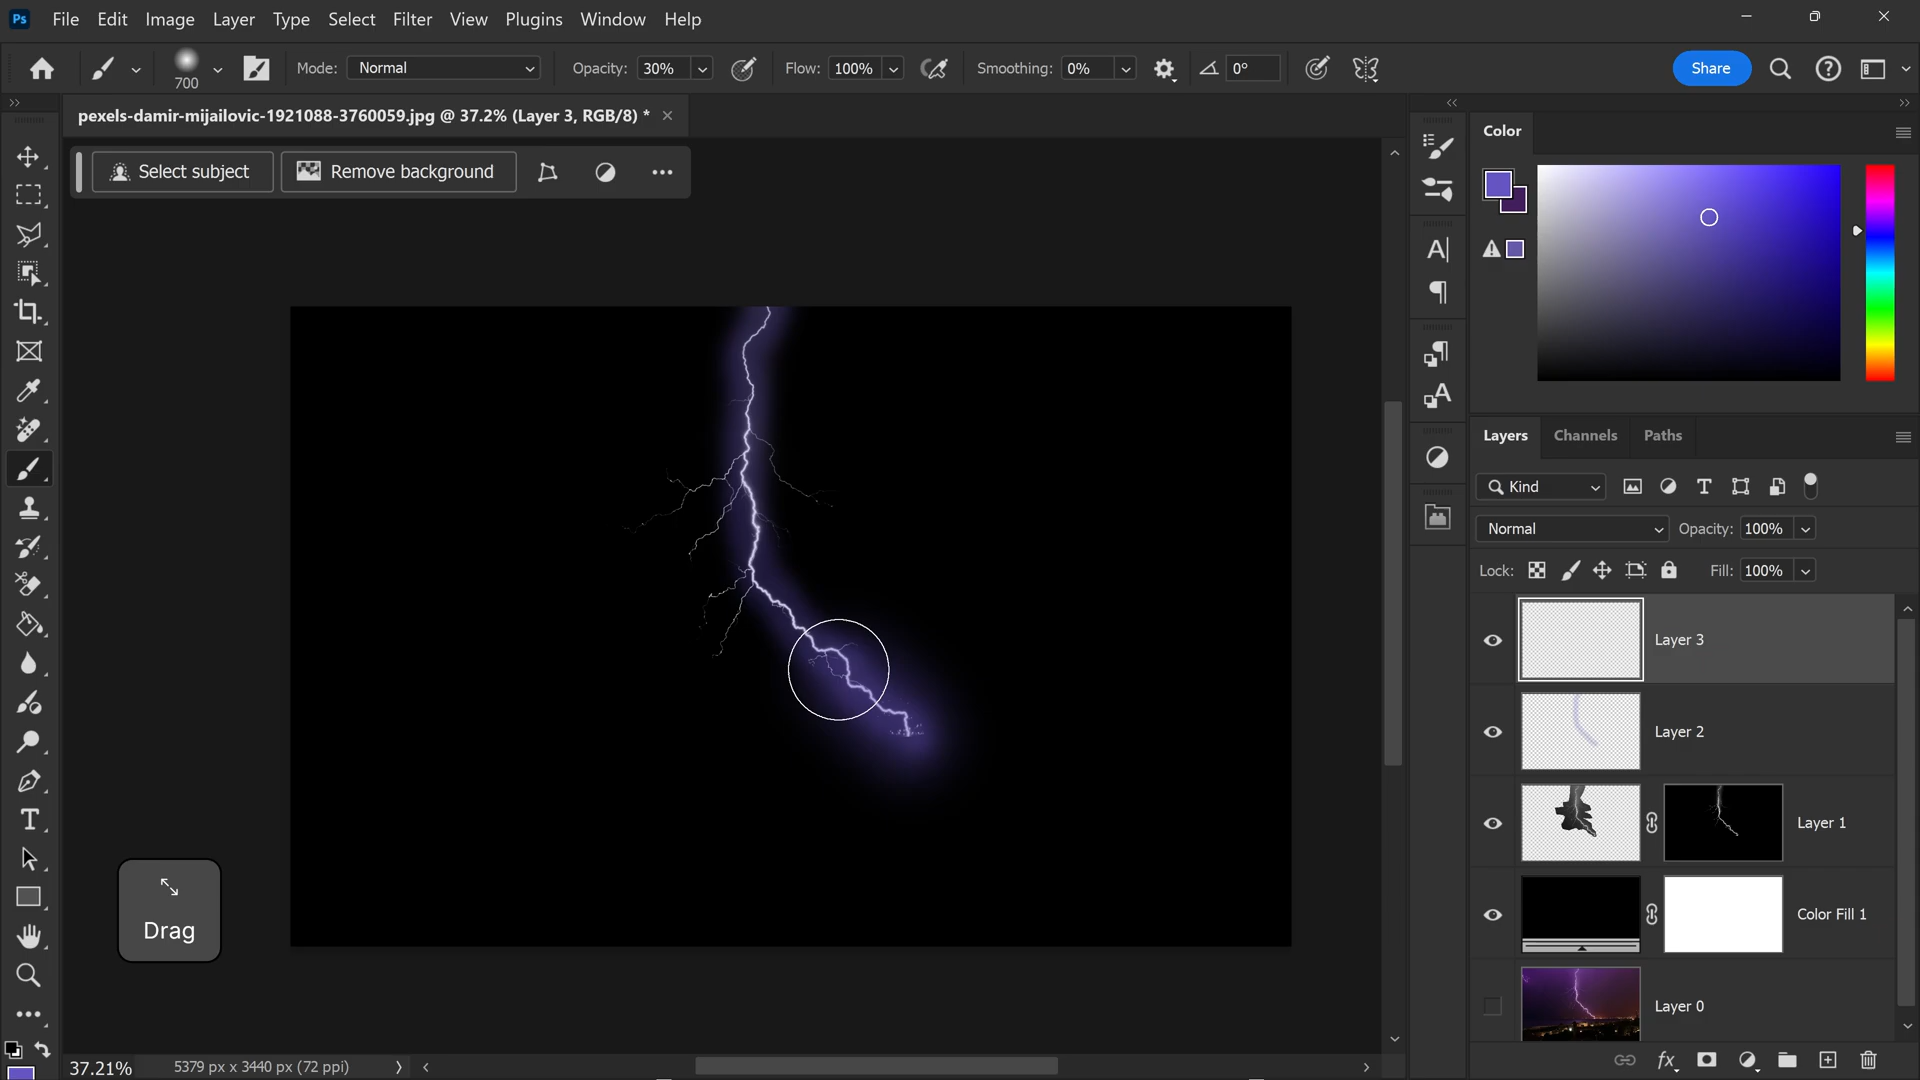 Ps File Edit Image Layer Type Select Filter View Plugins Window Help
700 Mode: Normal Opacity: 30% Flow: 100% Smoothing: 0% 0° Share
pexels-damir-mijailovic-1921088-3760059.jpg @ 37.2% (Layer 3, RGB/8) *
Select subject Remove background
Color
Layers Channels Paths
Kind
Normal Opacity: 100%
Lock: Fill: 100%
Layer 3
Layer 2
Layer 1
Color Fill 1
Layer 0
Drag
37.21% 5379 px x 3440 px (72 ppi)